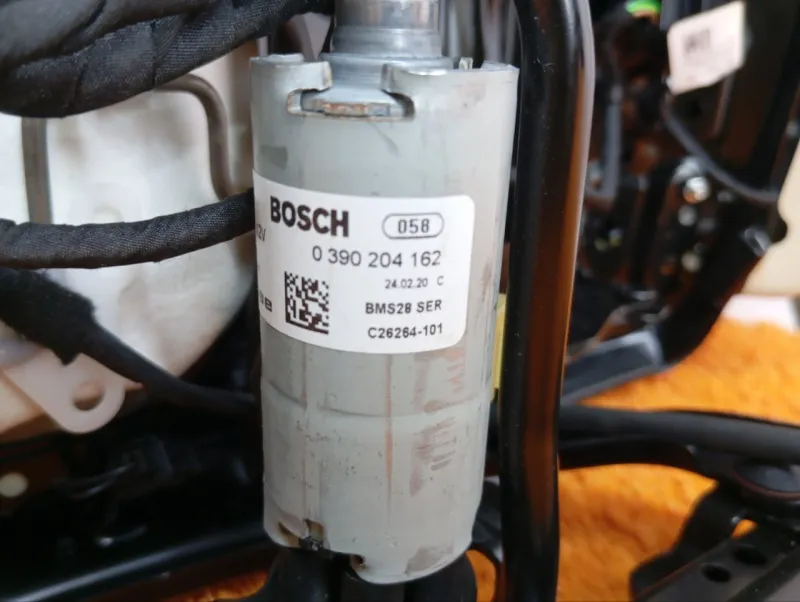 BOSCH 058
0 390 204 162
24.02.20 C
BMS28 SER
C26264-101